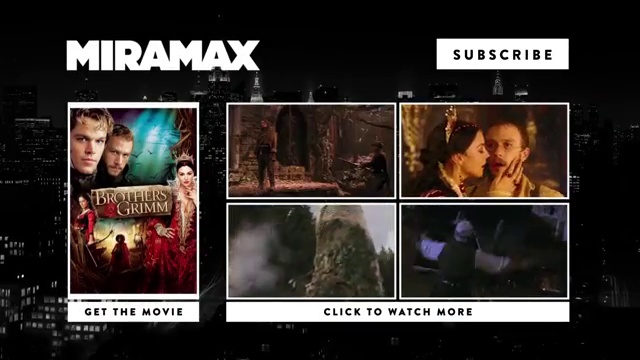 MIRAMAX
SUBSCRIBE
BROTHERS
GRIMM
GET THE MOVIE
CLICK TO WATCH MORE